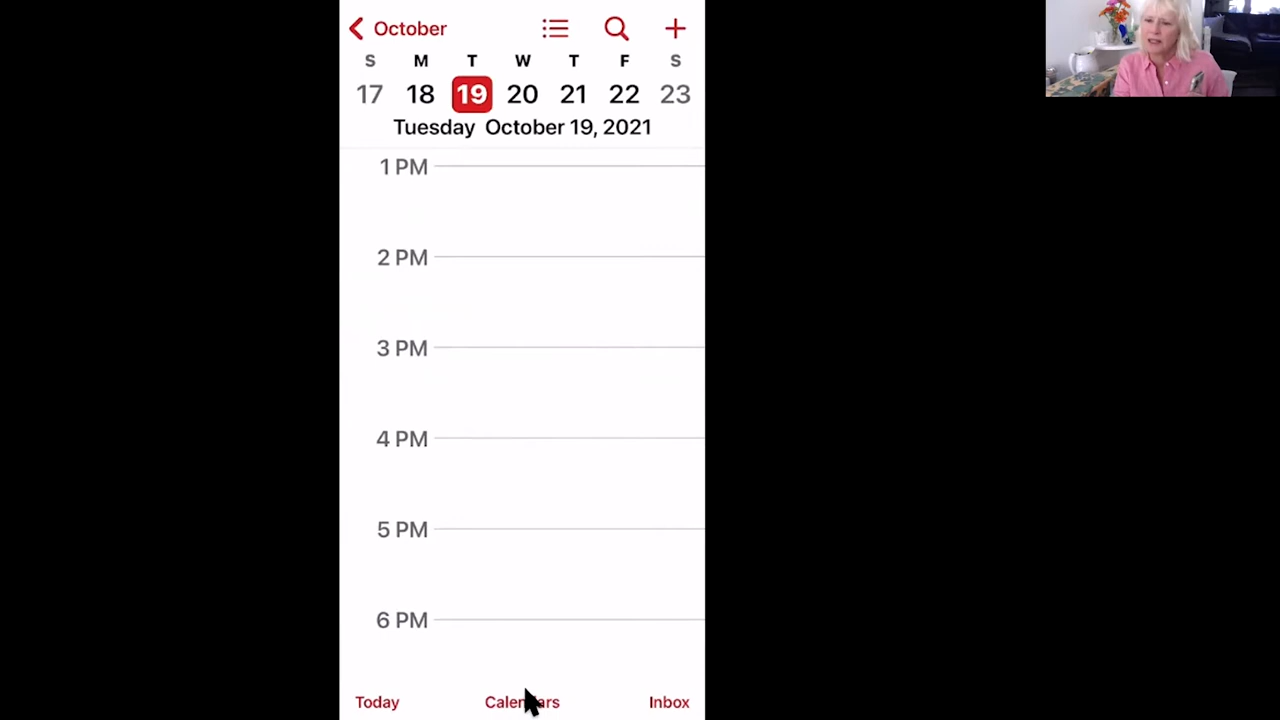 October
S M T W T F S
17 18 19 20 21 22 23
Tuesday October 19, 2021
1 PM
2 PM
3 PM
4 PM
5 PM
6 PM
Today Calendars Inbox